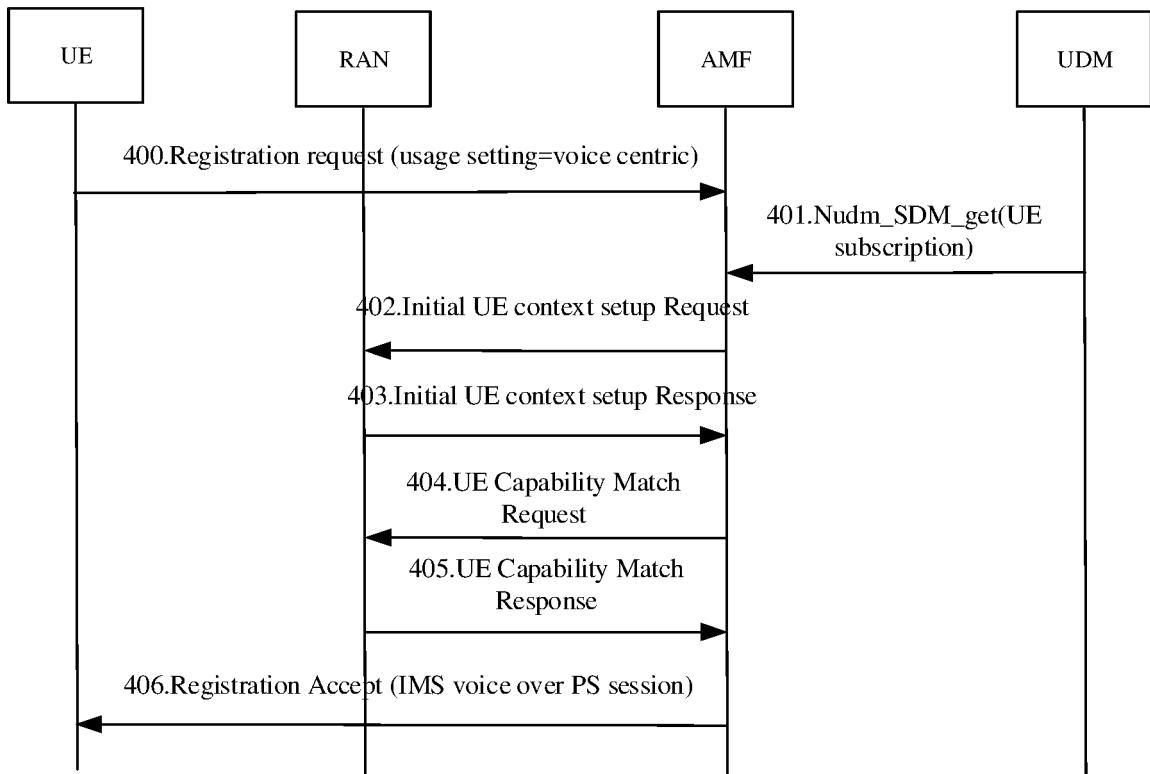 UE
RAN
AMF
UDM
400.Registration request (usage setting=voice centric)
401.Nudm_SDM_get(UE
subscription)
402.Initial UE context setup Request
403.Initial UE context setup Response
404.UE Capability Match
Request
405.UE Capability Match
Response
406.Registration Accept (IMS voice over PS session)